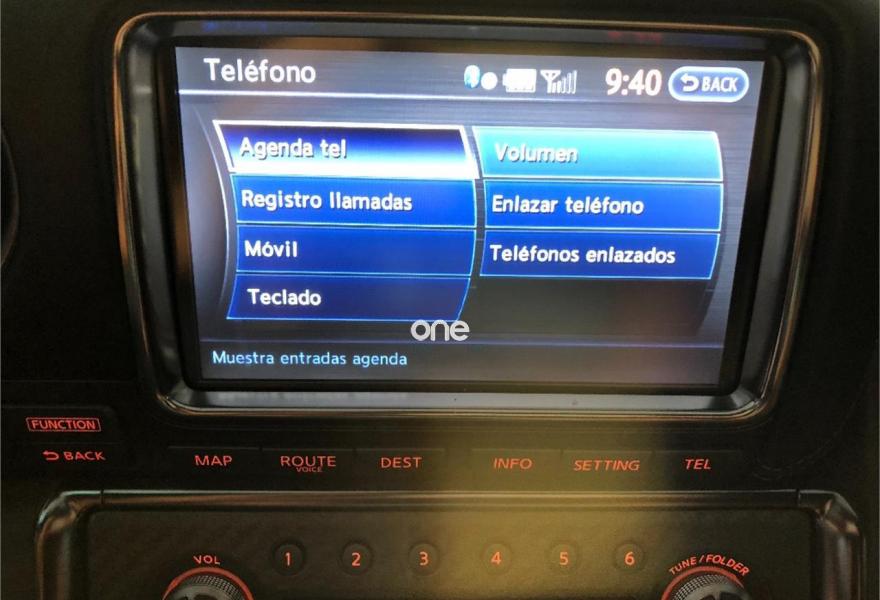 Teléfono
9:40
BACK
Agenda tel
Volumen
Registro llamadas
Enlazar teléfono
Móvil
Teléfonos enlazados
Teclado
one
Muestra entradas agenda
FUNCTION
BACK
MAP
ROUTE
VOICE
DEST
INFO
SETTING
TEL
VOL
1
2
3
4
5
6
TUNE/FOLDER